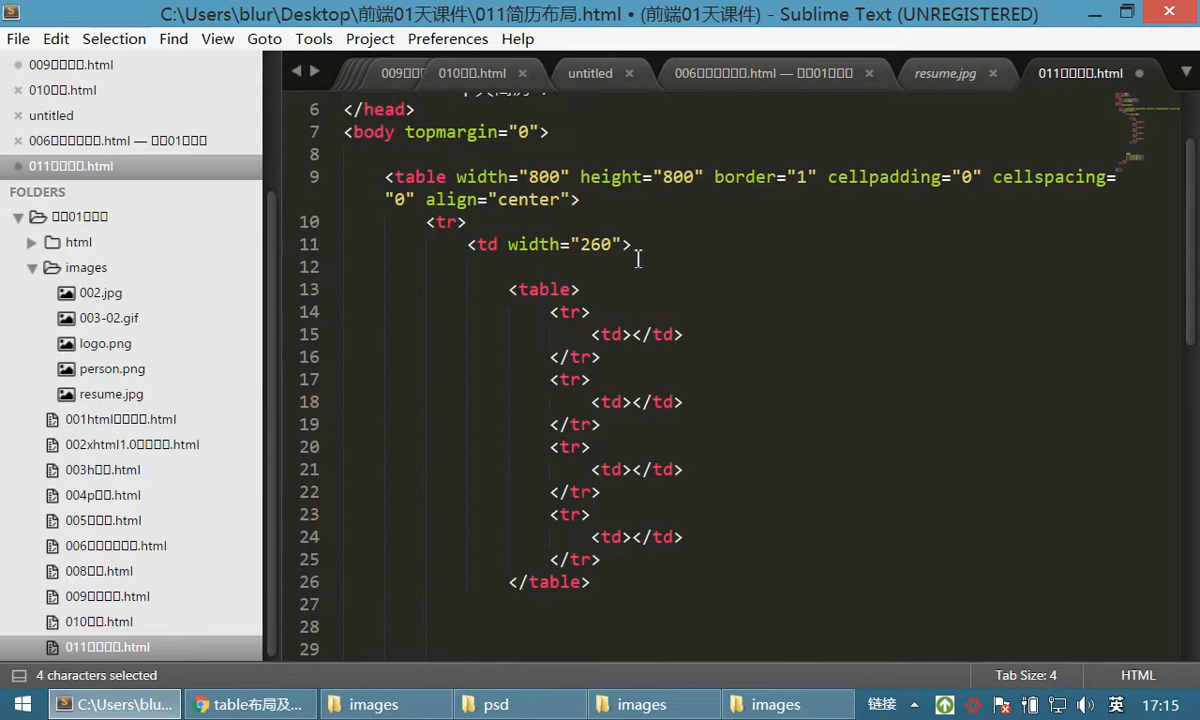 C:\Users\blur\Desktop\前端01天课件\011简历布局.html • (前端01天课件) - Sublime Text (UNREGISTERED)
File Edit Selection Find View Goto Tools Project Preferences Help
009□□□□.html
010□□.html
untitled
006□□□□□□.html — □□01□□□
011□□□□.html
FOLDERS
□□01□□□
html
images
002.jpg
003-02.gif
logo.png
person.png
resume.jpg
001html□□□□.html
002xhtml1.0□□□□.html
003h□□.html
004p□□.html
005□□□.html
006□□□□□□.html
008□□.html
009□□□□.html
010□□.html
011□□□□.html
009□□□ 010□□.html untitled 006□□□□□□.html — □□01□□□ resume.jpg 011□□□□.html
6 </head>
7 <body topmargin="0">
8
9 <table width="800" height="800" border="1" cellpadding="0" cellspacing=
"0" align="center">
10 <tr>
11 <td width="260">
12
13 <table>
14 <tr>
15 <td></td>
16 </tr>
17 <tr>
18 <td></td>
19 </tr>
20 <tr>
21 <td></td>
22 </tr>
23 <tr>
24 <td></td>
25 </tr>
26 </table>
27
28
29
4 characters selected Tab Size: 4 HTML
C:\Users\blu... table布局及... images psd images images 链接 英 17:15